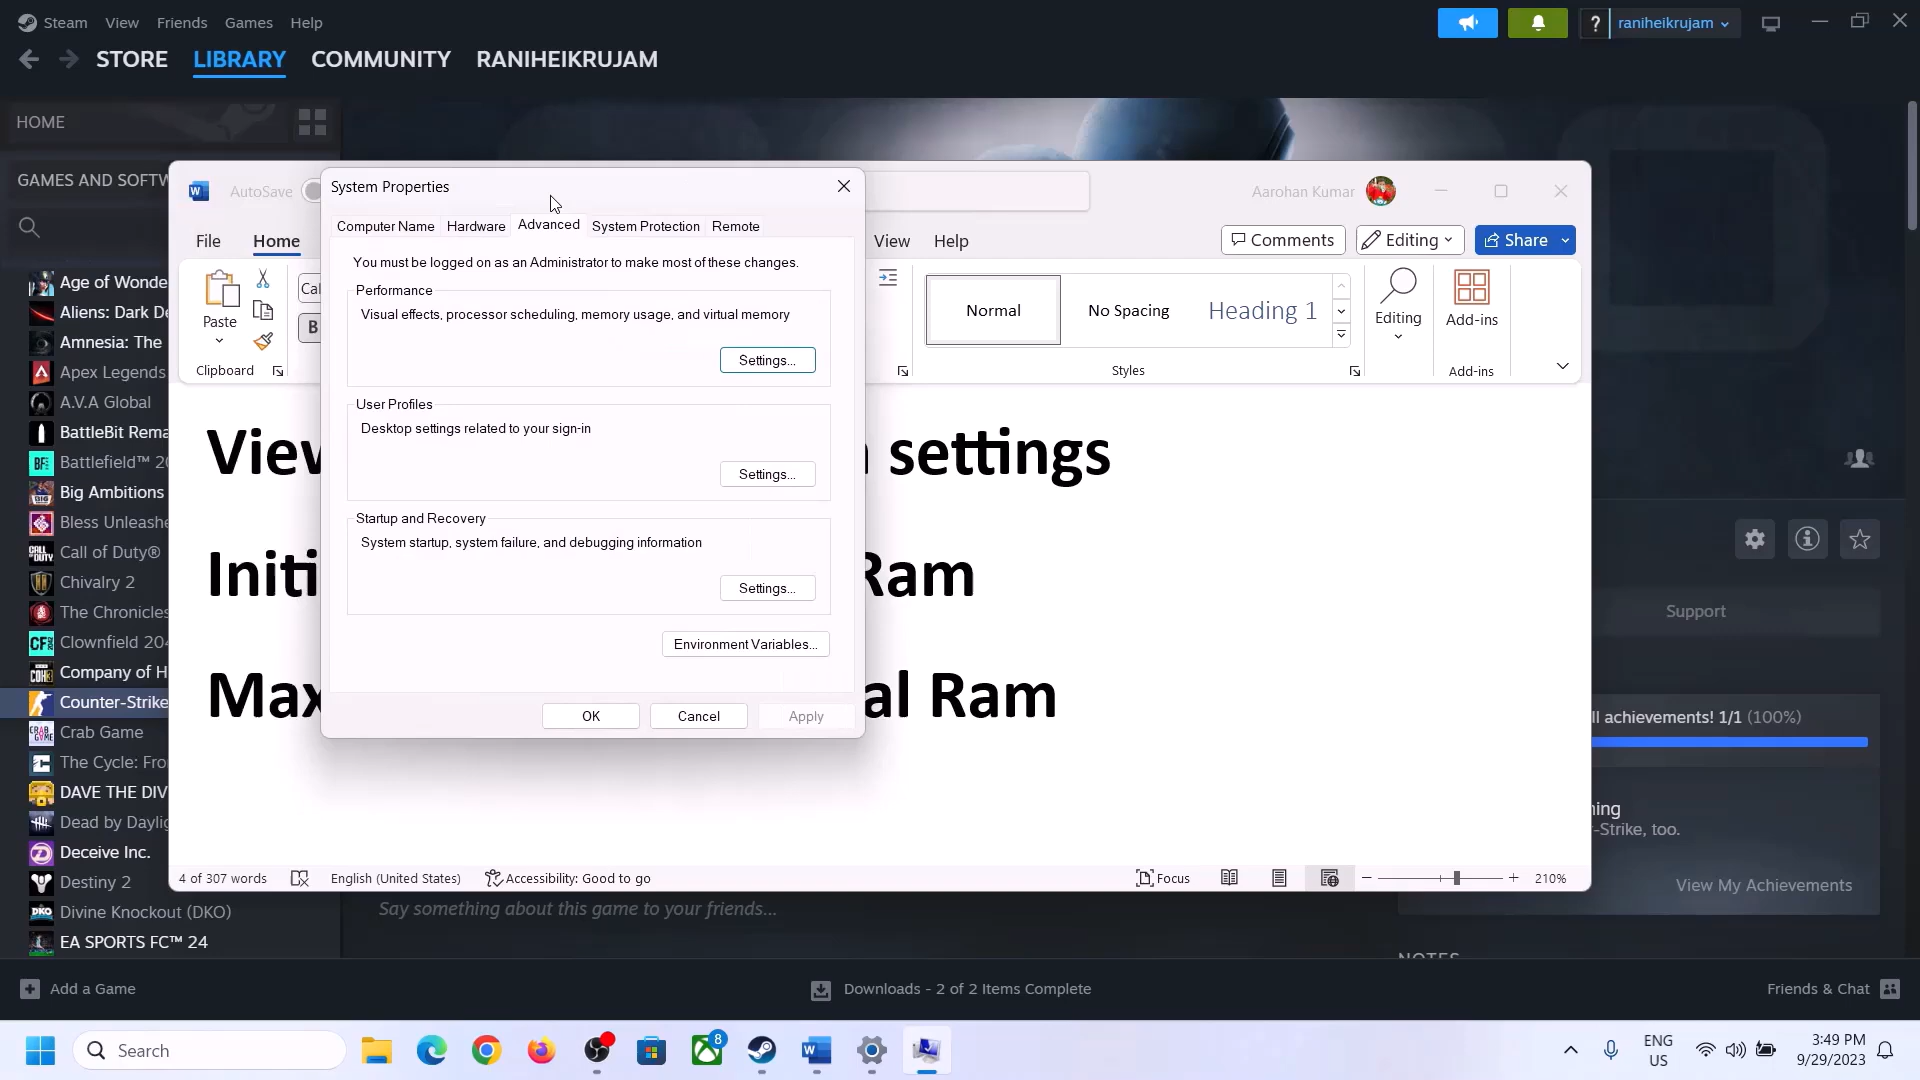 Steam View Friends Games Help
raniheikrujam
STORE LIBRARY COMMUNITY RANIHEIKRUJAM
HOME
GAMES AND SOFTW
Age of Wonde
Aliens: Dark De
Amnesia: The
Apex Legends
A.V.A Global
BattleBit Rema
Battlefield™ 20
Big Ambitions
Bless Unleashe
Call of Duty®
Chivalry 2
The Chronicles
Clownfield 204
Company of H
Counter-Strike
Crab Game
The Cycle: Fro
DAVE THE DIV
Dead by Daylig
Deceive Inc.
Destiny 2
Divine Knockout (DKO)
EA SPORTS FC™ 24
AutoSave
Aarohan Kumar
File Home View Help
Comments Editing Share
Paste
Cal
B
Clipboard
Normal No Spacing Heading 1
Styles
Editing
Add-ins
Add-ins
System Properties
Computer Name Hardware Advanced System Protection Remote
You must be logged on as an Administrator to make most of these changes.
Performance
Visual effects, processor scheduling, memory usage, and virtual memory
Settings...
User Profiles
Desktop settings related to your sign-in
Settings...
Startup and Recovery
System startup, system failure, and debugging information
Settings...
Environment Variables...
OK Cancel Apply
settings
Ram
al Ram
4 of 307 words English (United States) Accessibility: Good to go
Focus 210%
Support
ll achievements! 1/1 (100%)
-Strike, too.
View My Achievements
Say something about this game to your friends...
NOTES
Add a Game
Downloads - 2 of 2 Items Complete
Friends & Chat
Search
8
ENG
US
3:49 PM
9/29/2023